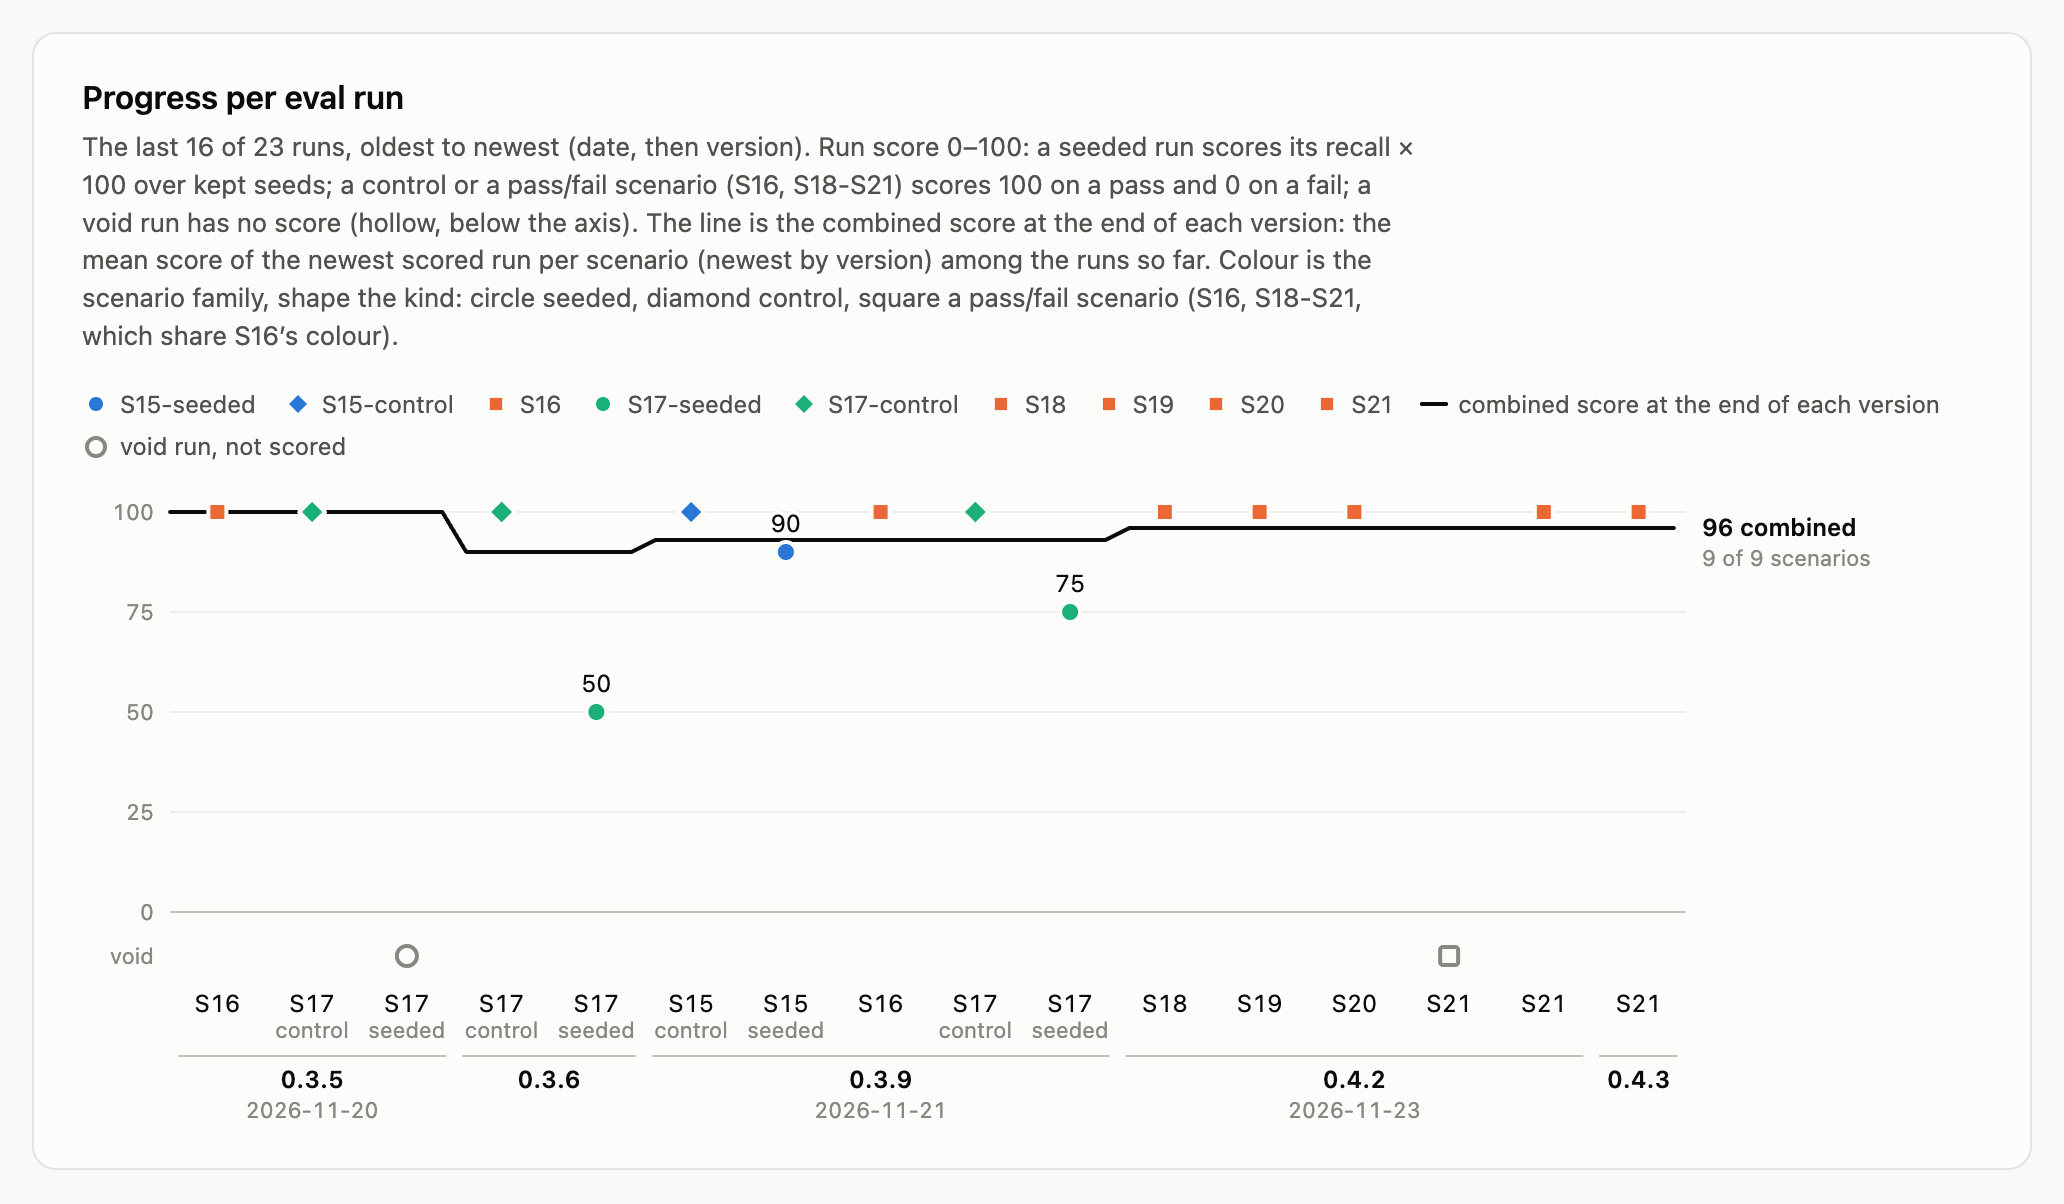 Progress per eval run
The last 16 of 23 runs, oldest to newest (date, then version). Run score 0–100: a seeded run scores its recall ×
100 over kept seeds; a control or a pass/fail scenario (S16, S18-S21) scores 100 on a pass and 0 on a fail; a
void run has no score (hollow, below the axis). The line is the combined score at the end of each version: the
mean score of the newest scored run per scenario (newest by version) among the runs so far. Colour is the
scenario family, shape the kind: circle seeded, diamond control, square a pass/fail scenario (S16, S18-S21,
which share S16’s colour).
S15-seeded S15-control S16 S17-seeded S17-control S18 S19 S20 S21 combined score at the end of each version
void run, not scored
100
90
96 combined
9 of 9 scenarios
75
75
50
50
25
0
void
S16 S17 S17 S17 S17 S15 S15 S16 S17 S17 S18 S19 S20 S21 S21 S21
control seeded control seeded control seeded control seeded
0.3.5 0.3.6 0.3.9 0.4.2 0.4.3
2026-11-20 2026-11-21 2026-11-23